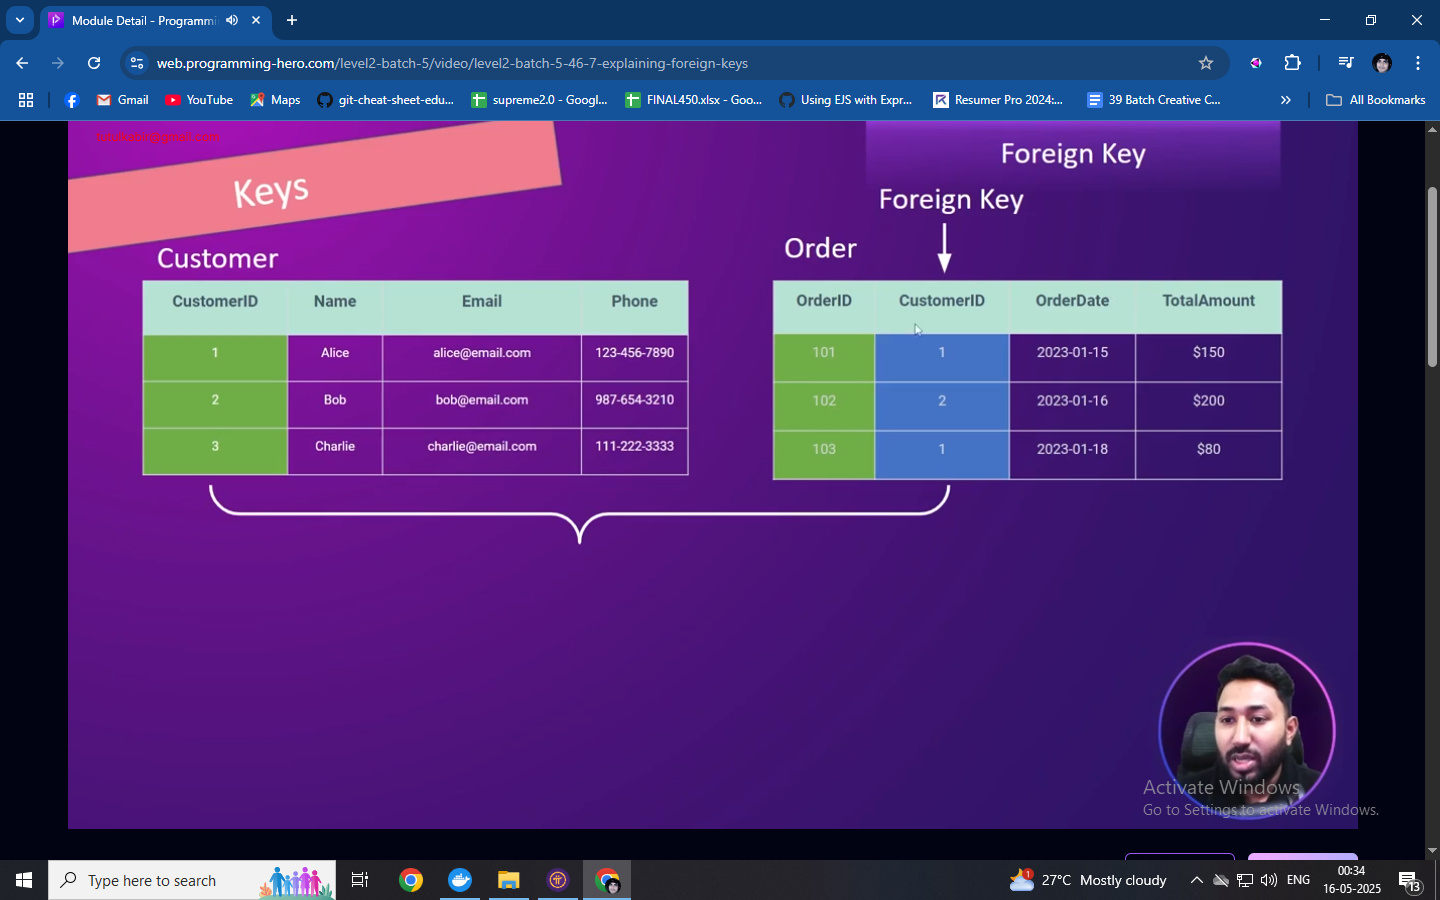 Module Detail - Programmi
web.programming-hero.com/level2-batch-5/video/level2-batch-5-46-7-explaining-foreign-keys
Gmail
YouTube
Maps
git-cheat-sheet-edu...
supreme2.0 - Googl...
FINAL450.xlsx - Goo...
Using EJS with Expr...
Resumer Pro 2024:...
39 Batch Creative C...
All Bookmarks
Keys
Foreign Key
Foreign Key
Customer
CustomerID Name Email Phone
1 Alice alice@email.com 123-456-7890
2 Bob bob@email.com 987-654-3210
3 Charlie charlie@email.com 111-222-3333
Order
OrderID CustomerID OrderDate TotalAmount
101 1 2023-01-15 $150
102 2 2023-01-16 $200
103 1 2023-01-18 $80
Activate Windows
Go to Settings to activate Windows.
Type here to search
1
27°C Mostly cloudy
ENG
00:34
16-05-2025
13